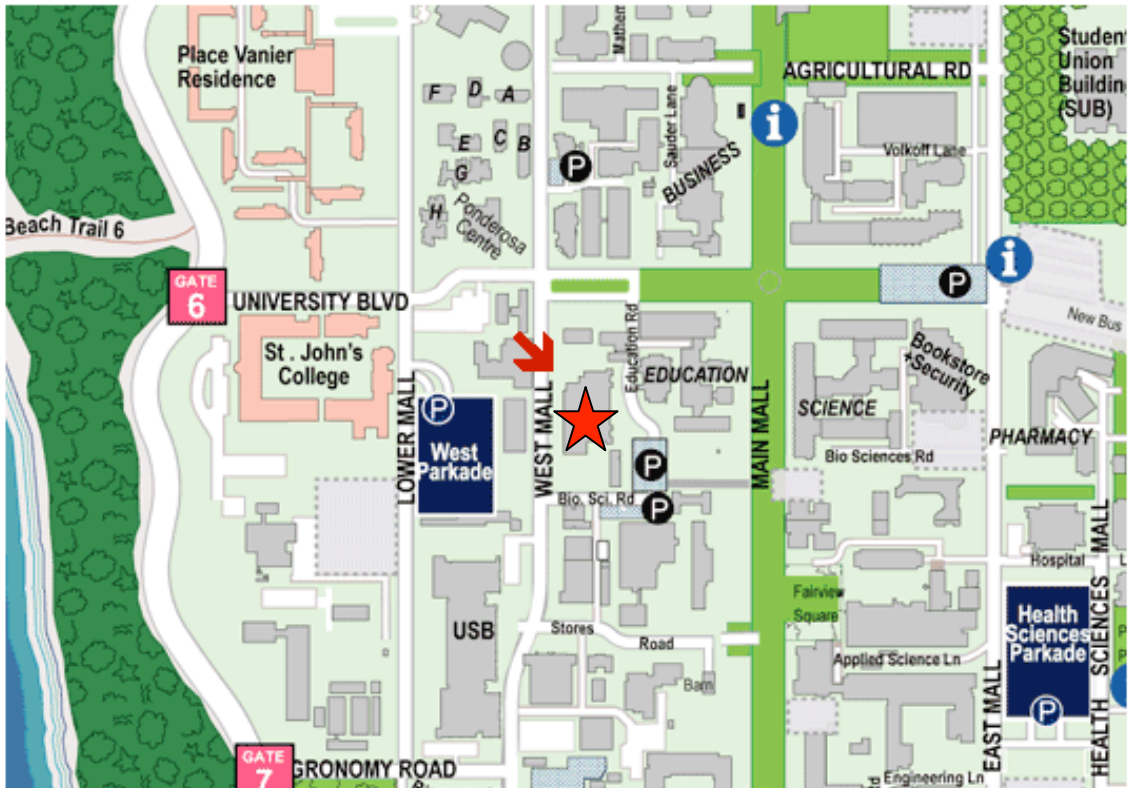 Place Vanier
Residence
Mathem
AGRICULTURAL RD
Student
Union
Building
(SUB)
F
D
A
E
C
B
G
H
Ponderosa
Centre
P
Sauder Lane
BUSINESS
i
Volkoff Lane
Beach Trail 6
GATE
6
UNIVERSITY BLVD
P
i
New Bus
St . John's
College
Education Rd
EDUCATION
Bookstore
+Security
SCIENCE
PHARMACY
LOWER MALL
P
West
Parkade
WEST MALL
MAIN MALL
P
Bio Sciences Rd
Bio. Sci. Rd
P
Hospital
Fairview
Square
Health
Sciences
Parkade
P
HEALTH SCIENCES MALL
USB
Stores
Road
Barn
Applied Science Ln
EAST MALL
GATE
7
GRONOMY ROAD
Engineering Ln
Rd